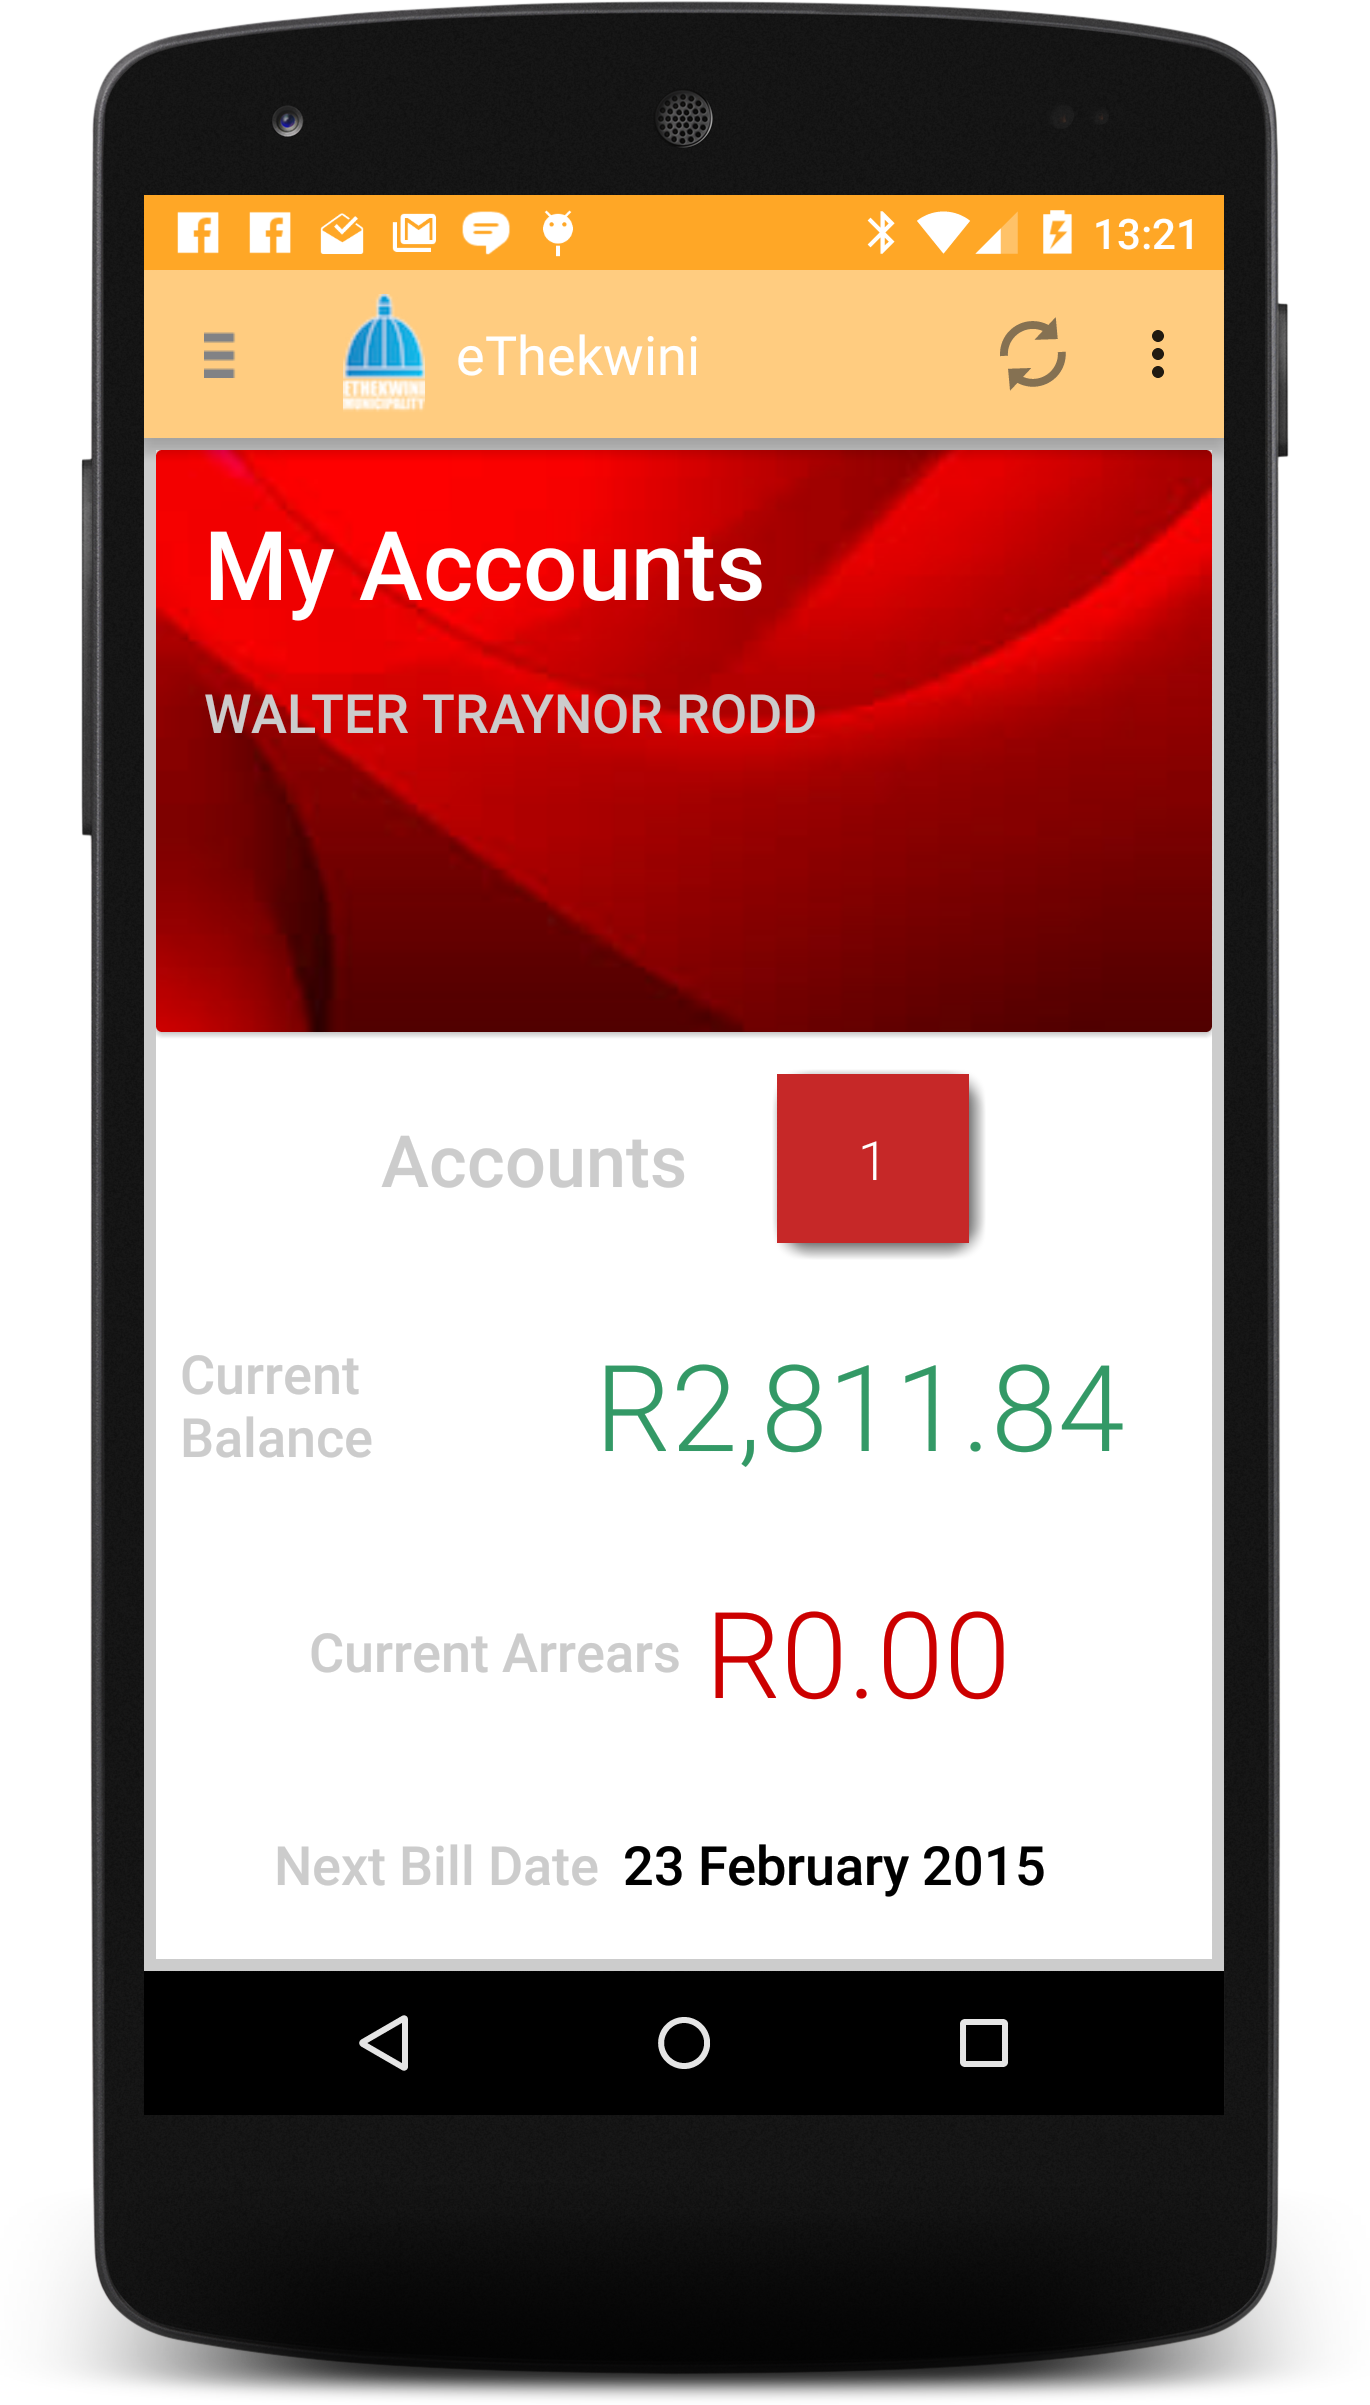 13:21
ETHEKWINI
MUNICIPALITY
eThekwini
My Accounts
WALTER TRAYNOR RODD
Accounts
1
Current
Balance
R2,811.84
Current Arrears R0.00
Next Bill Date 23 February 2015